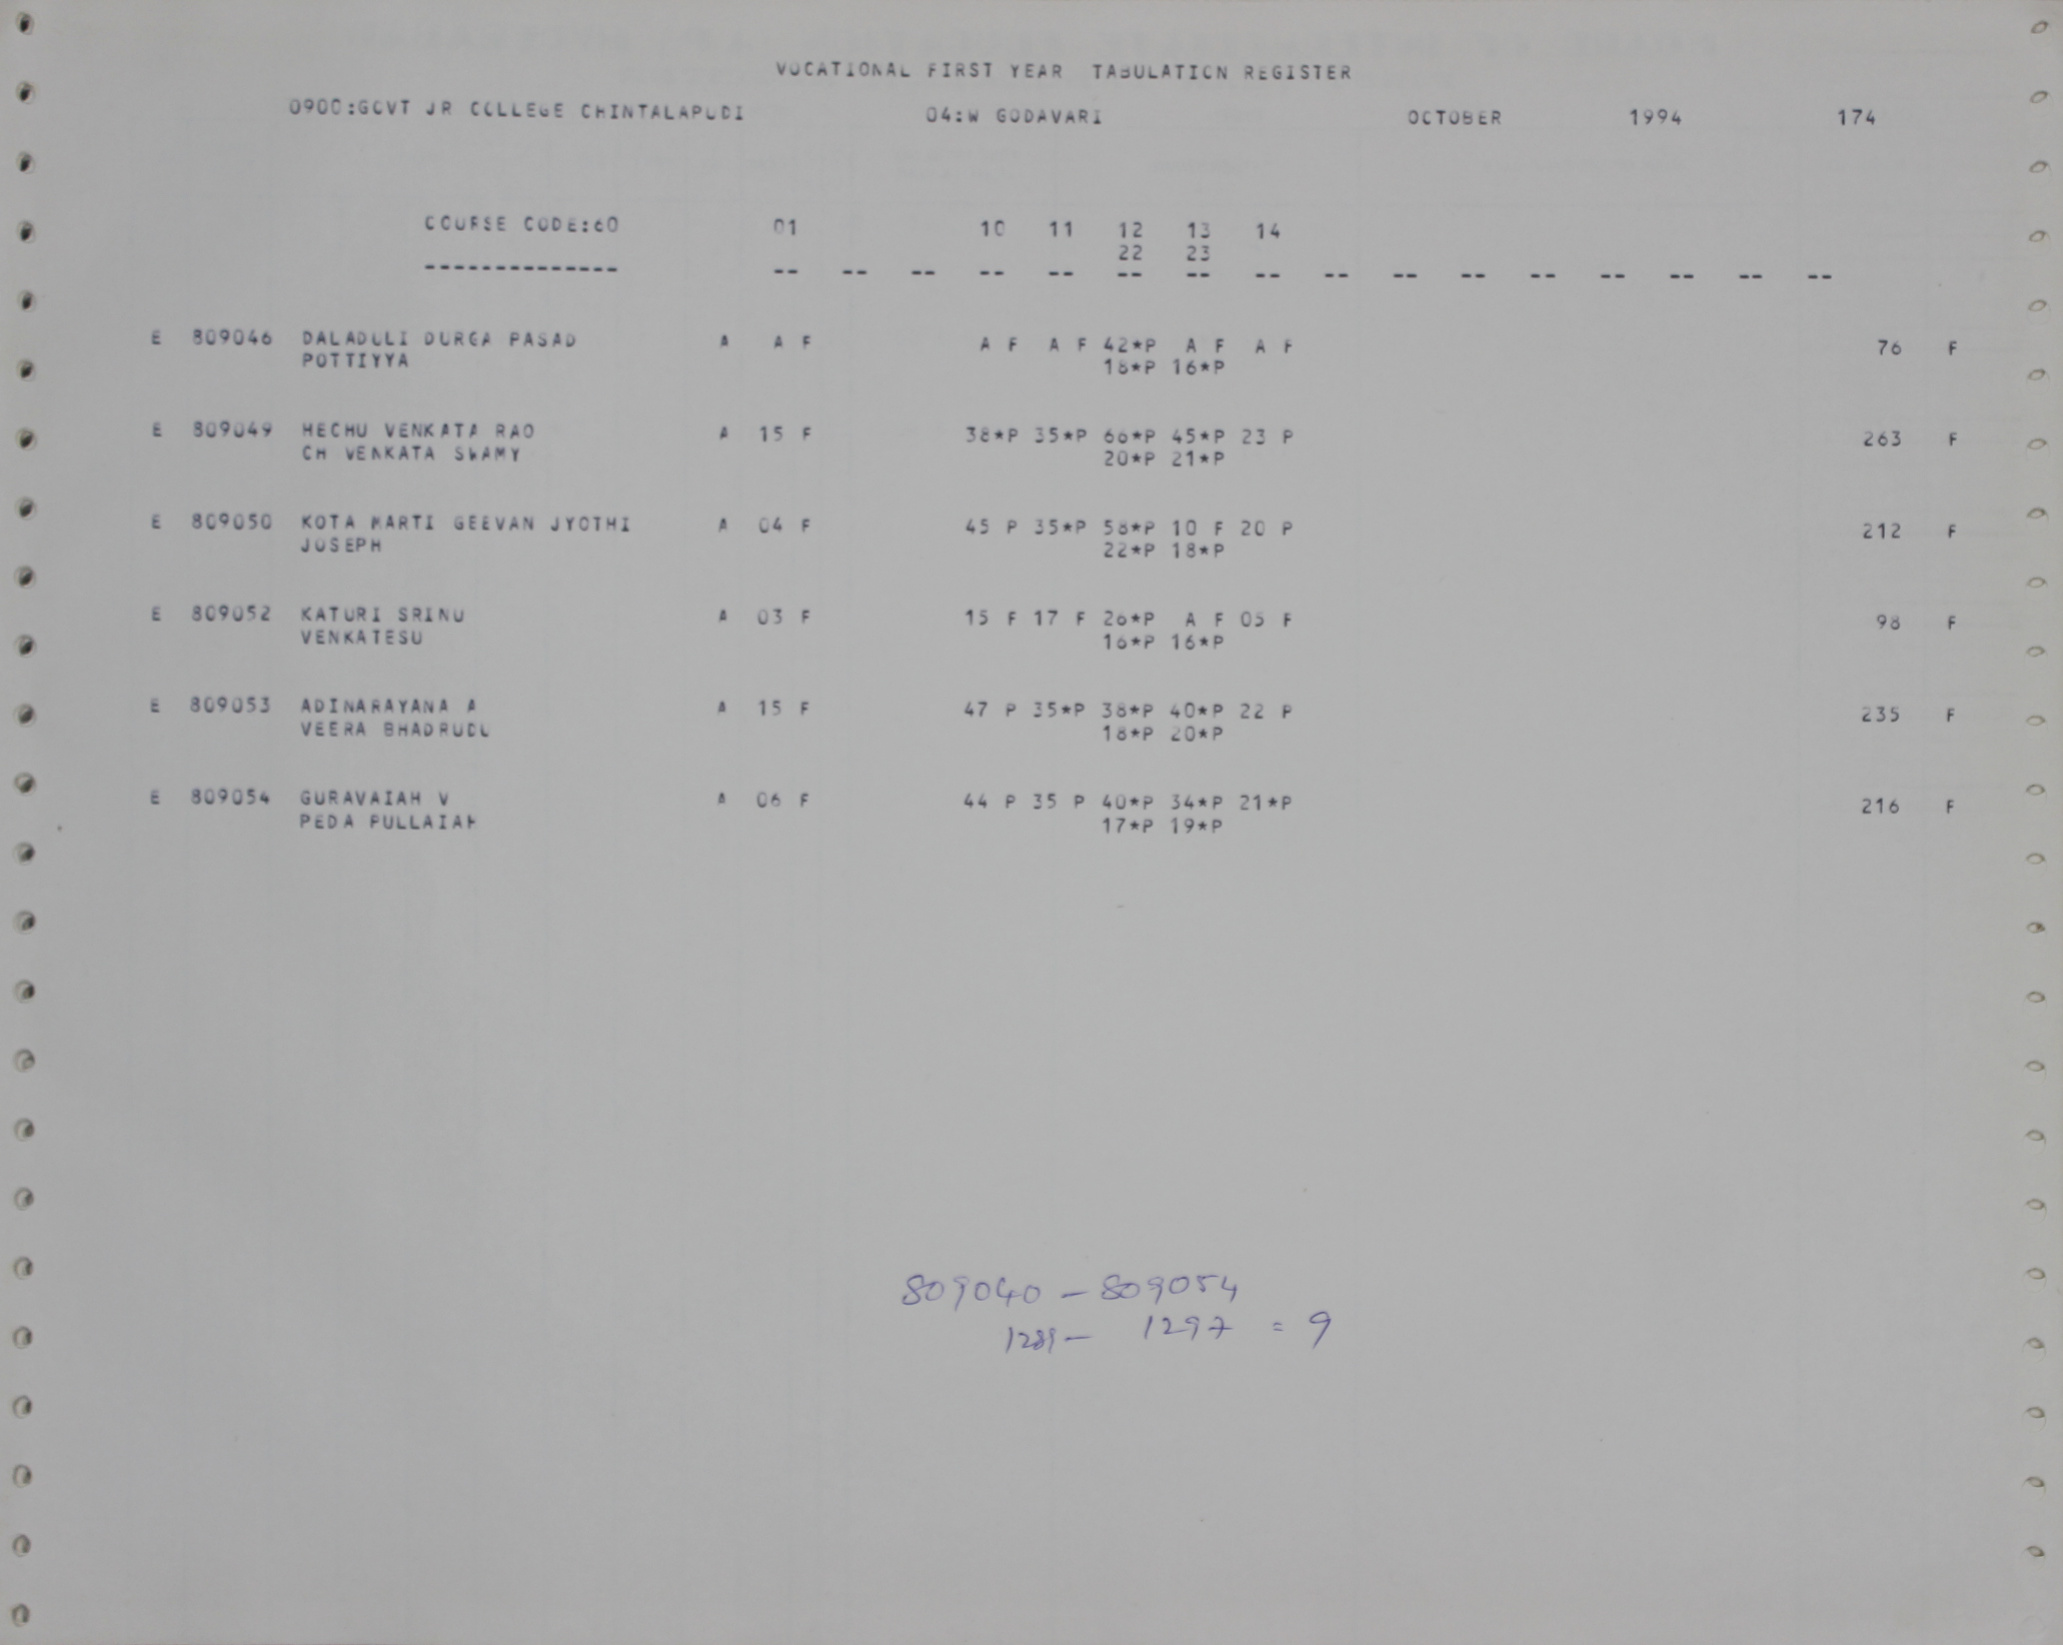 VOCATIONAL FIRST YEAR TABULATION REGISTER
0900:GOVT JR COLLEGE CHINTALAPUDI 04:W GODAVARI OCTOBER 1994 174
COURSE CODE:60 01 10 11 12 13 14
22 23
-------------- -- -- -- -- -- -- -- -- -- -- -- -- -- -- -- --
E 809046 DALADULI DURGA PASAD A A F A F A F 42*P A F A F 76 F
POTTIYYA 18*P 16*P
E 809049 HECHU VENKATA RAO A 15 F 38*P 35*P 66*P 45*P 23 P 263 F
CH VENKATA SWAMY 20*P 21*P
E 809050 KOTA MARTI GEEVAN JYOTHI A 04 F 45 P 35*P 58*P 10 F 20 P 212 F
JOSEPH 22*P 18*P
E 809052 KATURI SRINU A 03 F 15 F 17 F 26*P A F 05 F 98 F
VENKATESU 16*P 16*P
E 809053 ADINARAYANA A A 15 F 47 P 35*P 38*P 40*P 22 P 235 F
VEERA BHADRUDU 18*P 20*P
E 809054 GURAVAIAH V A 06 F 44 P 35 P 40*P 34*P 21*P 216 F
PEDA PULLAIAH 17*P 19*P
809040 - 809054
1289 - 1297 = 9